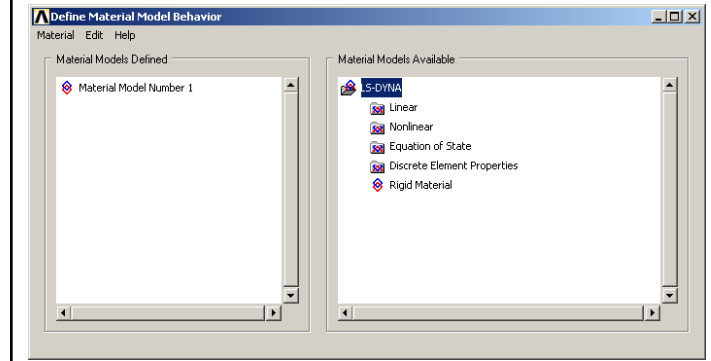 Define Material Model Behavior
Material Edit Help
Material Models Defined
Material Model Number 1
Material Models Available
LS-DYNA
Linear
Nonlinear
Equation of State
Discrete Element Properties
Rigid Material